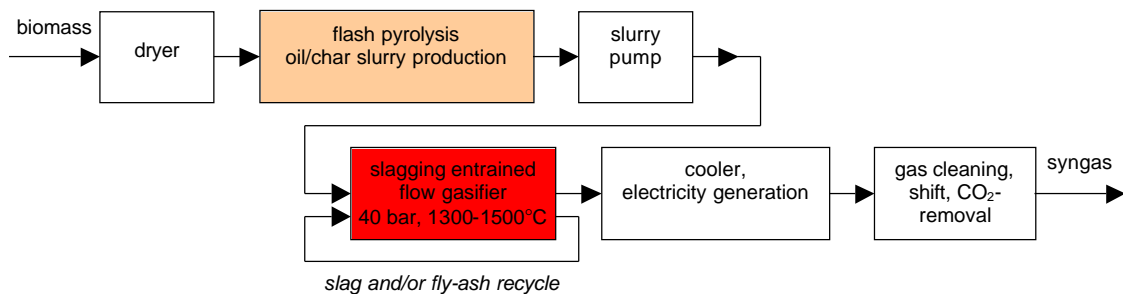 biomass
dryer
flash pyrolysis
oil/char slurry production
slurry
pump
slagging entrained
flow gasifier
40 bar, 1300-1500°C
slag and/or fly-ash recycle
cooler,
electricity generation
gas cleaning,
shift, CO₂-
removal
syngas